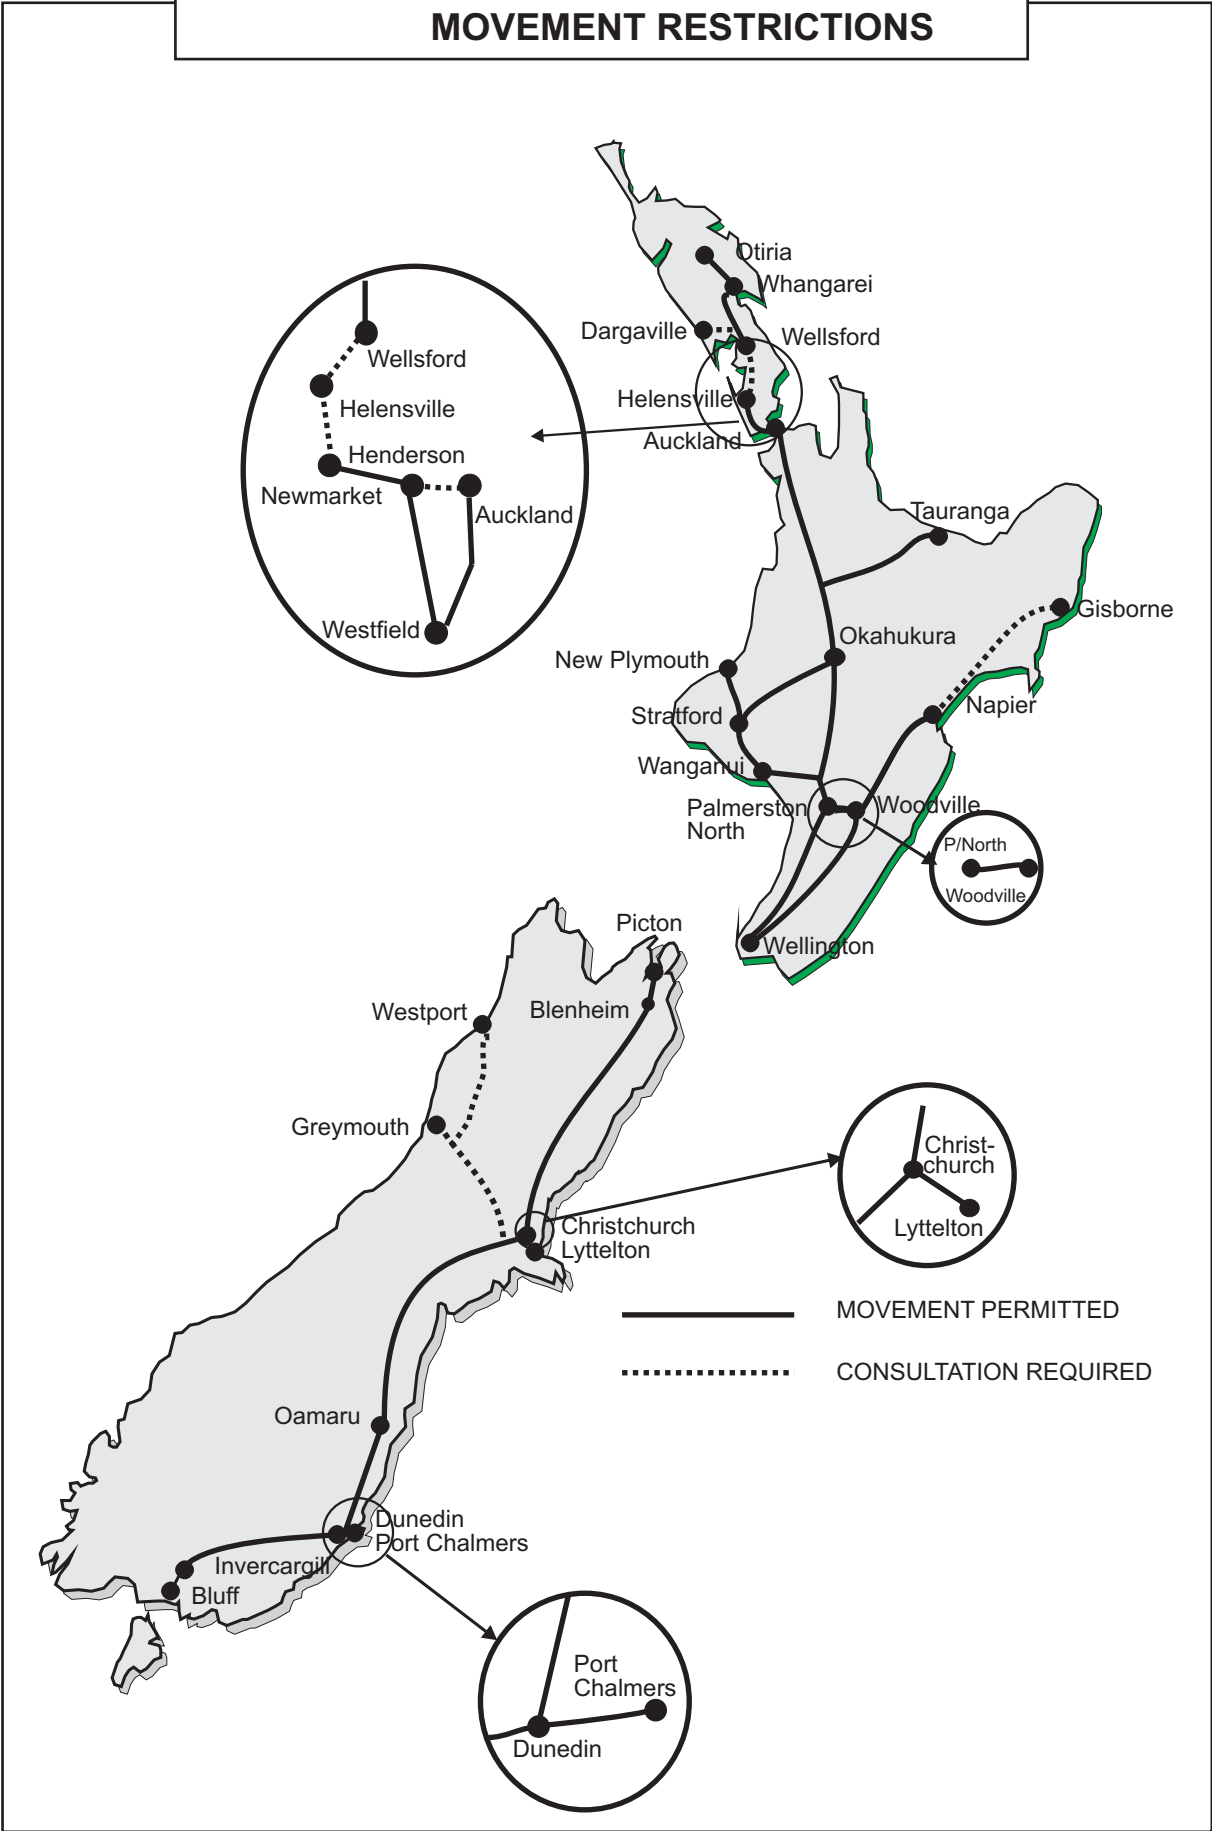 MOVEMENT RESTRICTIONS
Otiria
Whangarei
Dargaville
Wellsford
Helensville
Auckland
Wellsford
Helensville
Henderson
Newmarket
Auckland
Westfield
Tauranga
Gisborne
Okahukura
New Plymouth
Napier
Stratford
Wanganui
Palmerston
North
Woodville
P/North
Woodville
Wellington
Picton
Blenheim
Westport
Greymouth
Christ-
church
Lyttelton
Christchurch
Lyttelton
MOVEMENT PERMITTED
CONSULTATION REQUIRED
Oamaru
Dunedin
Port Chalmers
Invercargill
Bluff
Port
Chalmers
Dunedin